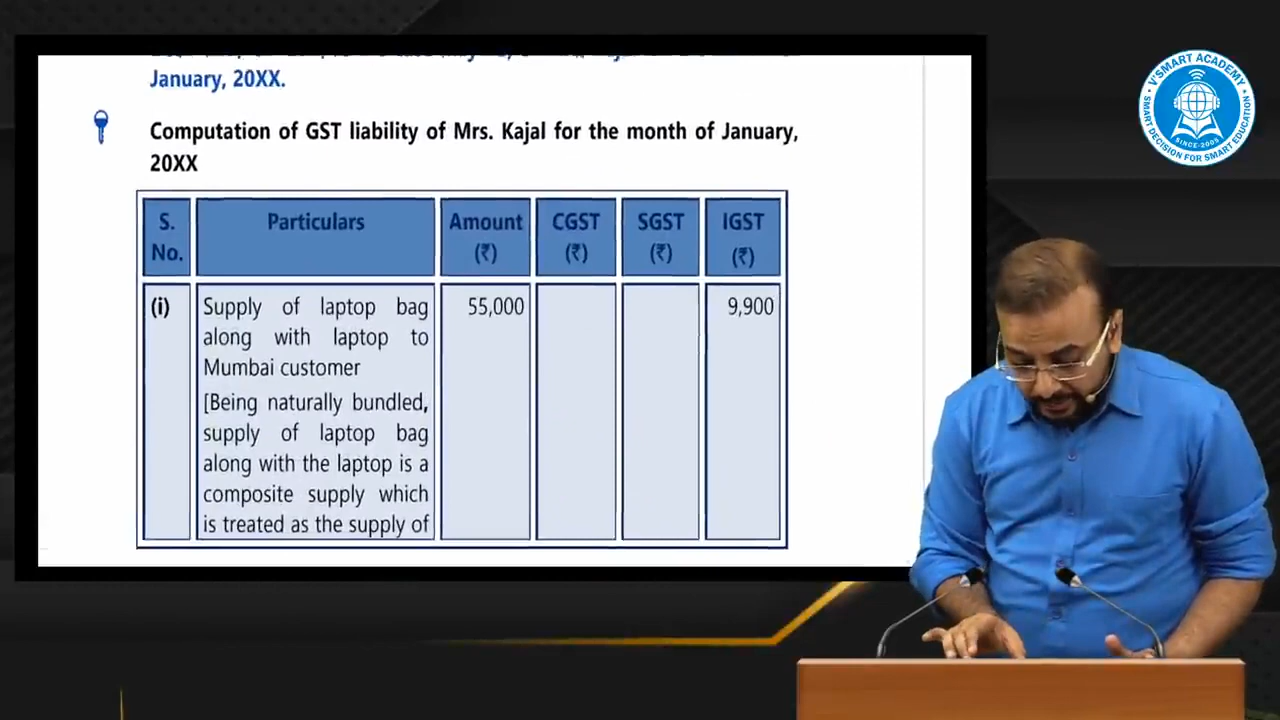 January, 20XX.
Computation of GST liability of Mrs. Kajal for the month of January,
20XX
S. No.
Particulars
Amount (₹)
CGST (₹)
SGST (₹)
IGST (₹)
(i)
Supply of laptop bag
along with laptop to
Mumbai customer
[Being naturally bundled,
supply of laptop bag
along with the laptop is a
composite supply which
is treated as the supply of
55,000
9,900
V'SMART ACADEMY
SMART DECISION FOR SMART EDUCATION
SINCE-2003